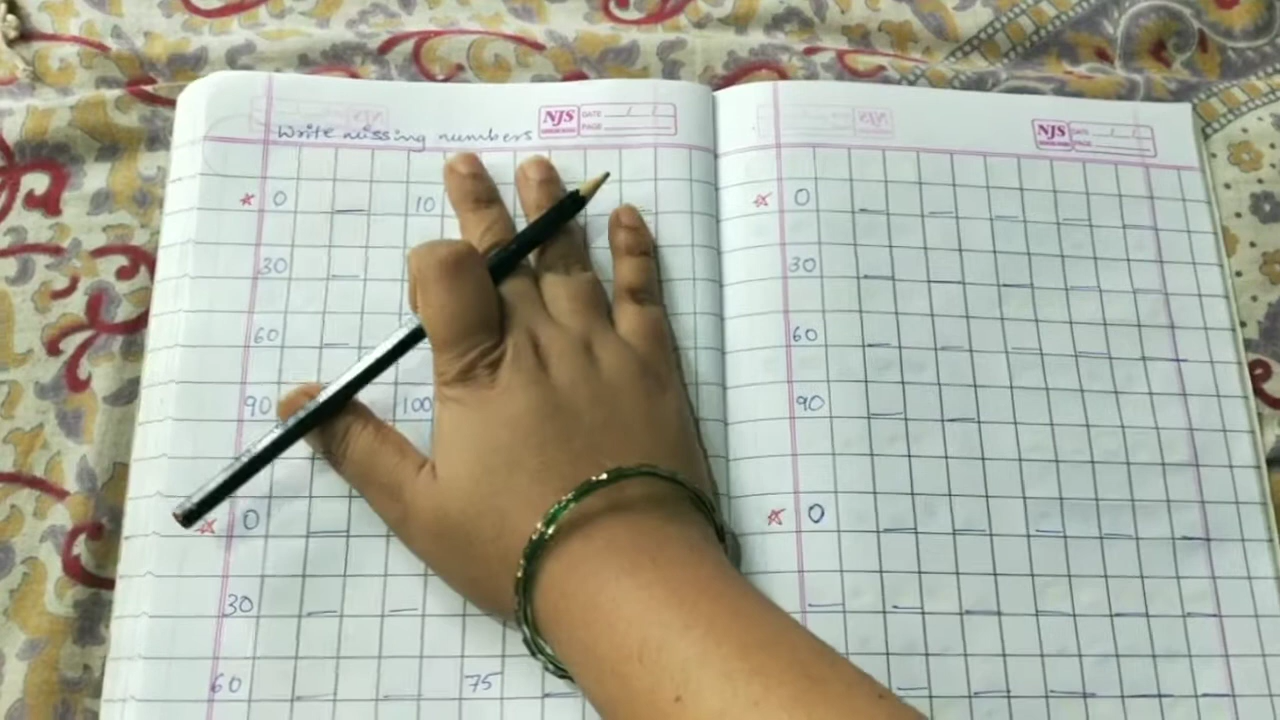 NJS
DATE / /
PAGE
Write missing numbers
0 _ 10
30 _
60 _
90 100
0 _
30 _ _
60 _ _ 75 _
NJS
DATE / /
PAGE
0 _ _ _ _
30 _ _ _ _ _
60 _ _ _ _ _
90 _ _
0 _ _ _ _ _
_ _ _ _ _ _
_ _ _ _ _